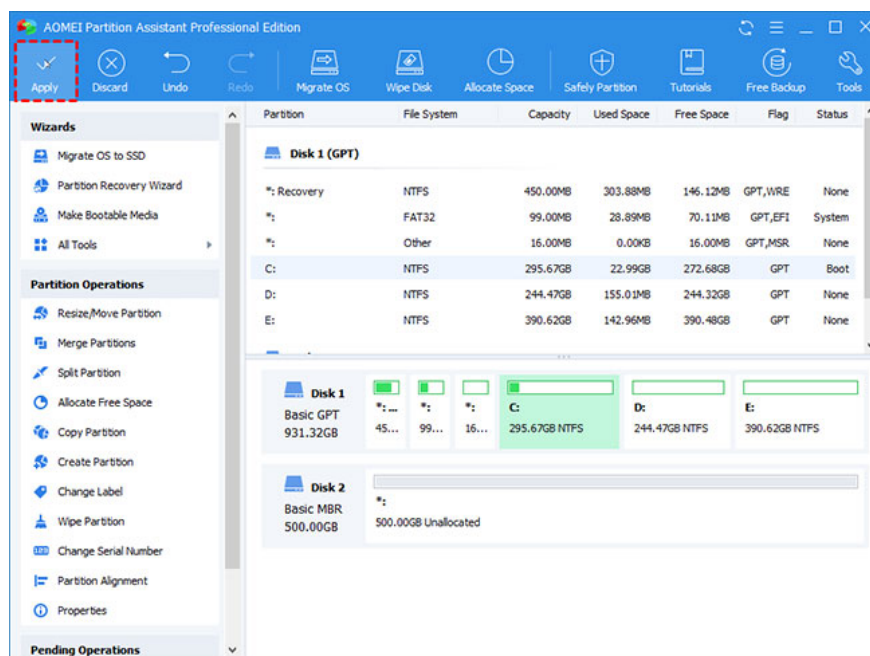 AOMEI Partition Assistant Professional Edition
Apply Discard Undo Redo Migrate OS Wipe Disk Allocate Space Safely Partition Tutorials Free Backup Tools
Wizards
Migrate OS to SSD
Partition Recovery Wizard
Make Bootable Media
All Tools
Partition Operations
Resize/Move Partition
Merge Partitions
Split Partition
Allocate Free Space
Copy Partition
Create Partition
Change Label
Wipe Partition
Change Serial Number
Partition Alignment
Properties
Pending Operations
Partition File System Capacity Used Space Free Space Flag Status
Disk 1 (GPT)
*: Recovery NTFS 450.00MB 303.88MB 146.12MB GPT,WRE None
*: FAT32 99.00MB 28.89MB 70.11MB GPT,EFI System
*: Other 16.00MB 0.00KB 16.00MB GPT,MSR None
C: NTFS 295.67GB 22.99GB 272.68GB GPT Boot
D: NTFS 244.47GB 155.01MB 244.32GB GPT None
E: NTFS 390.62GB 142.96MB 390.48GB GPT None
Disk 1
Basic GPT
931.32GB
*: ... *: *: C: D: E:
45... 99... 16... 295.67GB NTFS 244.47GB NTFS 390.62GB NTFS
Disk 2
Basic MBR
500.00GB
*:
500.00GB Unallocated